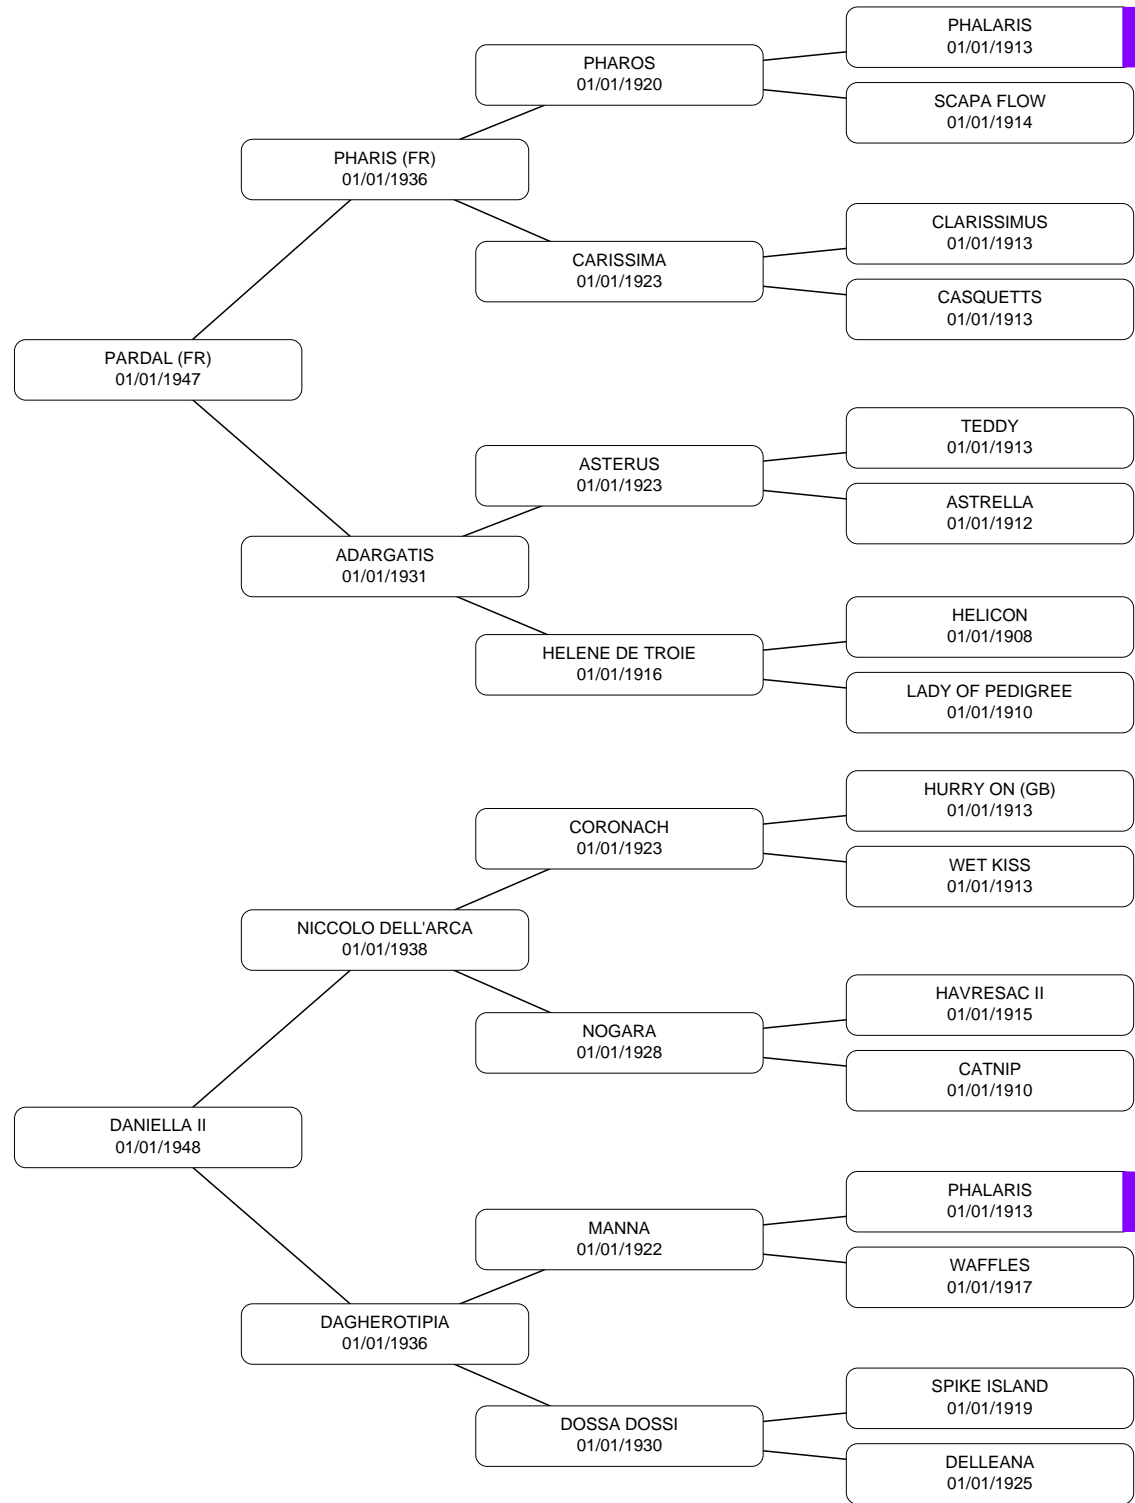 PHALARIS
01/01/1913
PHAROS
01/01/1920
SCAPA FLOW
01/01/1914
PHARIS (FR)
01/01/1936
CLARISSIMUS
01/01/1913
CARISSIMA
01/01/1923
CASQUETTS
01/01/1913
PARDAL (FR)
01/01/1947
TEDDY
01/01/1913
ASTERUS
01/01/1923
ASTRELLA
01/01/1912
ADARGATIS
01/01/1931
HELICON
01/01/1908
HELENE DE TROIE
01/01/1916
LADY OF PEDIGREE
01/01/1910
HURRY ON (GB)
01/01/1913
CORONACH
01/01/1923
WET KISS
01/01/1913
NICCOLO DELL'ARCA
01/01/1938
HAVRESAC II
01/01/1915
NOGARA
01/01/1928
CATNIP
01/01/1910
DANIELLA II
01/01/1948
PHALARIS
01/01/1913
MANNA
01/01/1922
WAFFLES
01/01/1917
DAGHEROTIPIA
01/01/1936
SPIKE ISLAND
01/01/1919
DOSSA DOSSI
01/01/1930
DELLEANA
01/01/1925